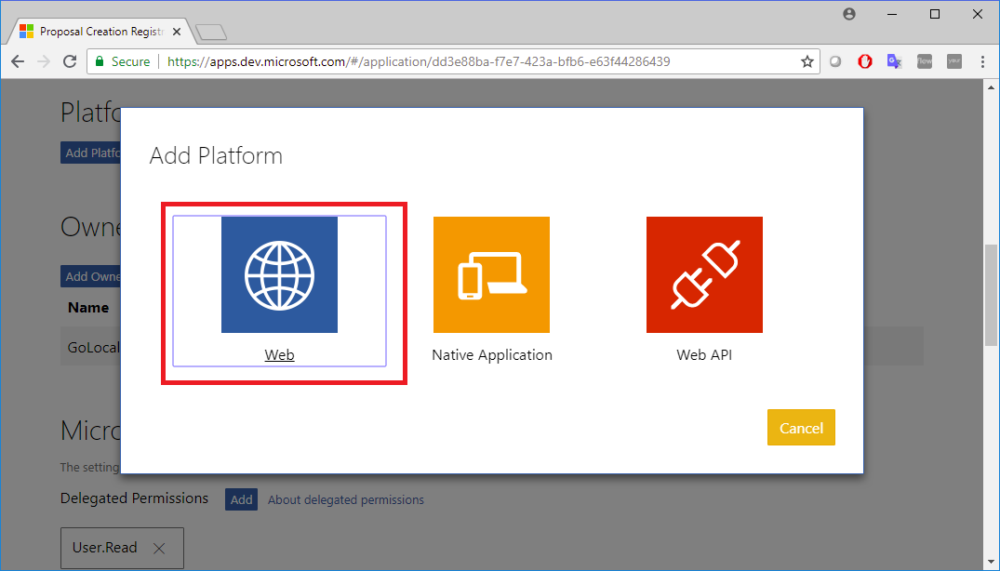 Proposal Creation Registr
Secure
https://apps.dev.microsoft.com/#/application/dd3e88ba-f7e7-423a-bfb6-e63f44286439
flow
Platfo
Add Platfo
Add Platform
Owne
Add Owne
Name
GoLocal
Web
Native Application
Web API
Cancel
Micro
The setting
Delegated Permissions
Add
About delegated permissions
User.Read